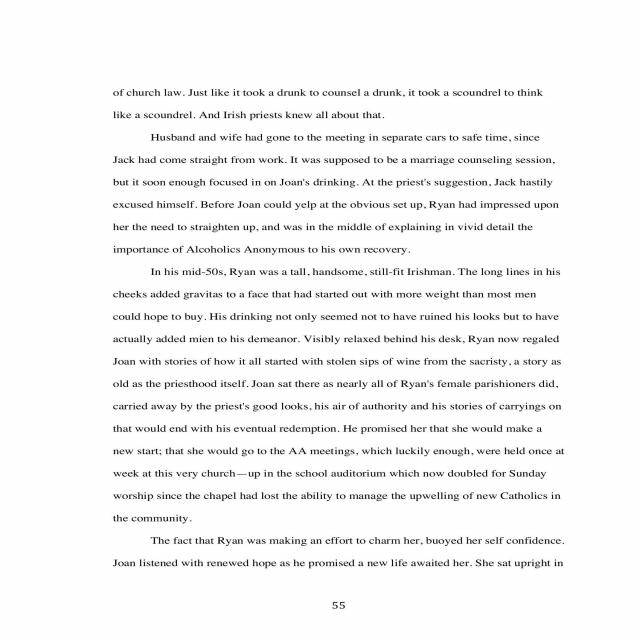 of church law. Just like it took a drunk to counsel a drunk, it took a scoundrel to think
like a scoundrel. And Irish priests knew all about that.
Husband and wife had gone to the meeting in separate cars to safe time, since
Jack had come straight from work. It was supposed to be a marriage counseling session,
but it soon enough focused in on Joan's drinking. At the priest's suggestion, Jack hastily
excused himself. Before Joan could yelp at the obvious set up, Ryan had impressed upon
her the need to straighten up, and was in the middle of explaining in vivid detail the
importance of Alcoholics Anonymous to his own recovery.
In his mid-50s, Ryan was a tall, handsome, still-fit Irishman. The long lines in his
cheeks added gravitas to a face that had started out with more weight than most men
could hope to buy. His drinking not only seemed not to have ruined his looks but to have
actually added mien to his demeanor. Visibly relaxed behind his desk, Ryan now regaled
Joan with stories of how it all started with stolen sips of wine from the sacristy, a story as
old as the priesthood itself. Joan sat there as nearly all of Ryan's female parishioners did,
carried away by the priest's good looks, his air of authority and his stories of carryings on
that would end with his eventual redemption. He promised her that she would make a
new start; that she would go to the AA meetings, which luckily enough, were held once at
week at this very church—up in the school auditorium which now doubled for Sunday
worship since the chapel had lost the ability to manage the upwelling of new Catholics in
the community.
The fact that Ryan was making an effort to charm her, buoyed her self confidence.
Joan listened with renewed hope as he promised a new life awaited her. She sat upright in
55